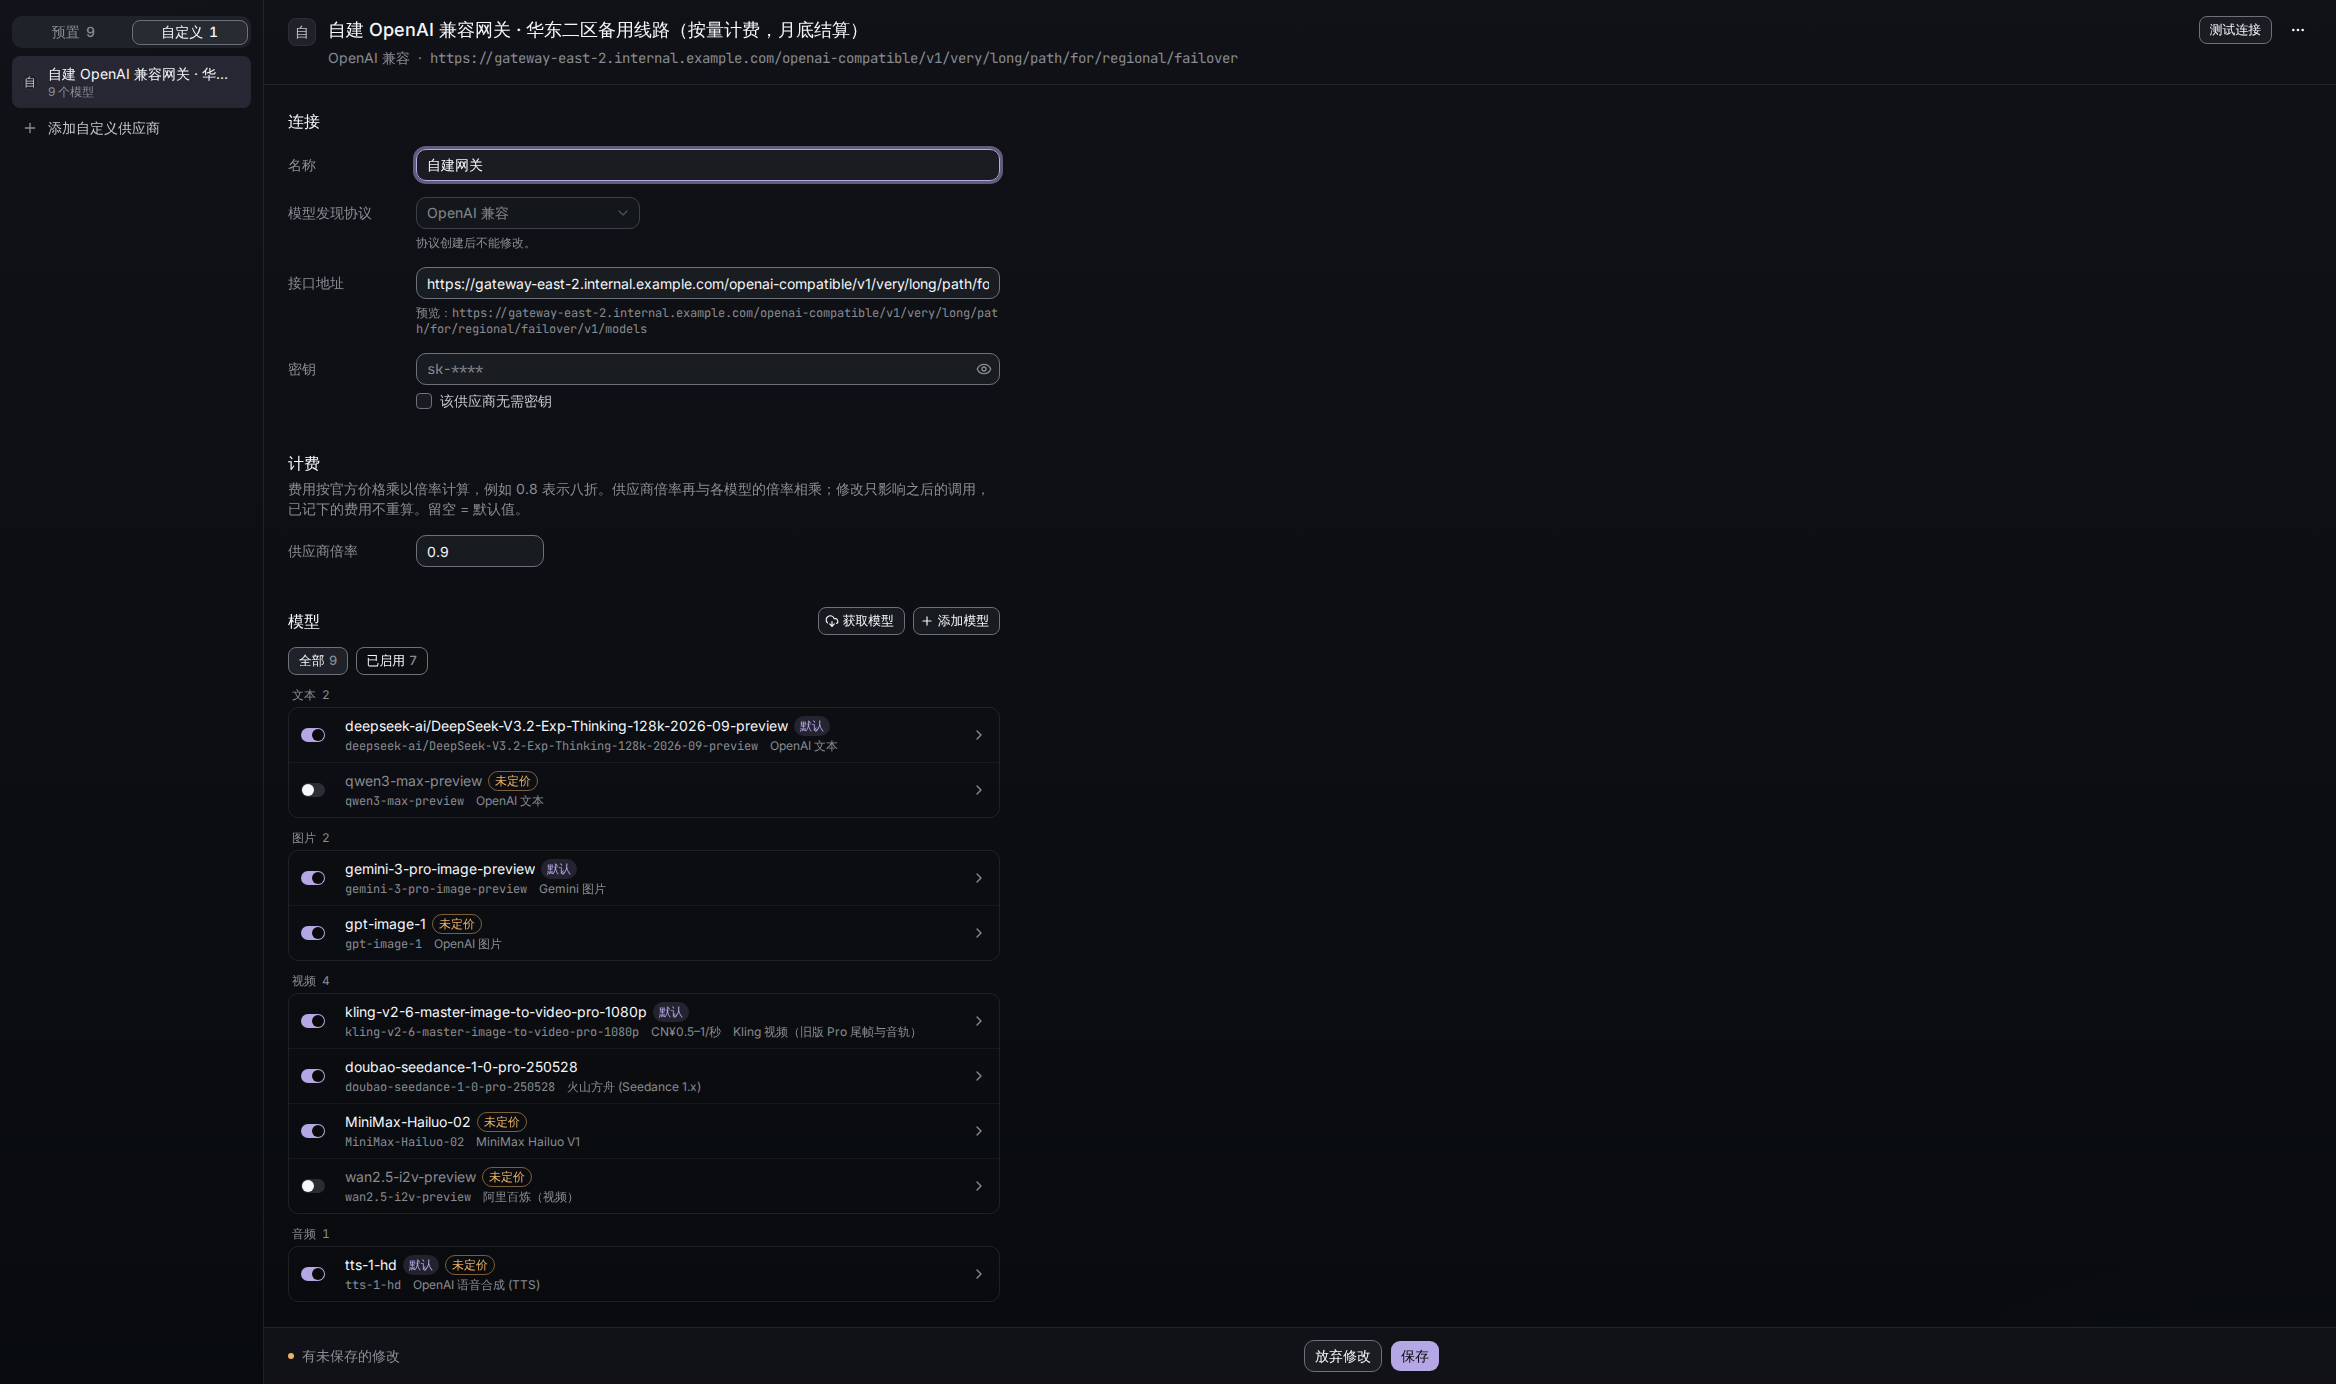 预置 9
自定义 1
自 自建 OpenAI 兼容网关 · 华...
9 个模型
添加自定义供应商
自 自建 OpenAI 兼容网关 · 华东二区备用线路（按量计费，月底结算）
OpenAI 兼容 · https://gateway-east-2.internal.example.com/openai-compatible/v1/very/long/path/for/regional/failover
测试连接
连接
名称 自建网关
模型发现协议 OpenAI 兼容
协议创建后不能修改。
接口地址 https://gateway-east-2.internal.example.com/openai-compatible/v1/very/long/path/fo
预览：https://gateway-east-2.internal.example.com/openai-compatible/v1/very/long/pat
h/for/regional/failover/v1/models
密钥 sk-****
该供应商无需密钥
计费
费用按官方价格乘以倍率计算，例如 0.8 表示八折。供应商倍率再与各模型的倍率相乘；修改只影响之后的调用，
已记下的费用不重算。留空 = 默认值。
供应商倍率 0.9
模型 获取模型 添加模型
全部 9 已启用 7
文本 2
deepseek-ai/DeepSeek-V3.2-Exp-Thinking-128k-2026-09-preview 默认
deepseek-ai/DeepSeek-V3.2-Exp-Thinking-128k-2026-09-preview OpenAI 文本
qwen3-max-preview 未定价
qwen3-max-preview OpenAI 文本
图片 2
gemini-3-pro-image-preview 默认
gemini-3-pro-image-preview Gemini 图片
gpt-image-1 未定价
gpt-image-1 OpenAI 图片
视频 4
kling-v2-6-master-image-to-video-pro-1080p 默认
kling-v2-6-master-image-to-video-pro-1080p CN¥0.5–1/秒 Kling 视频（旧版 Pro 尾帧与音轨）
doubao-seedance-1-0-pro-250528
doubao-seedance-1-0-pro-250528 火山方舟 (Seedance 1.x)
MiniMax-Hailuo-02 未定价
MiniMax-Hailuo-02 MiniMax Hailuo V1
wan2.5-i2v-preview 未定价
wan2.5-i2v-preview 阿里百炼（视频）
音频 1
tts-1-hd 默认 未定价
tts-1-hd OpenAI 语音合成 (TTS)
有未保存的修改 放弃修改 保存